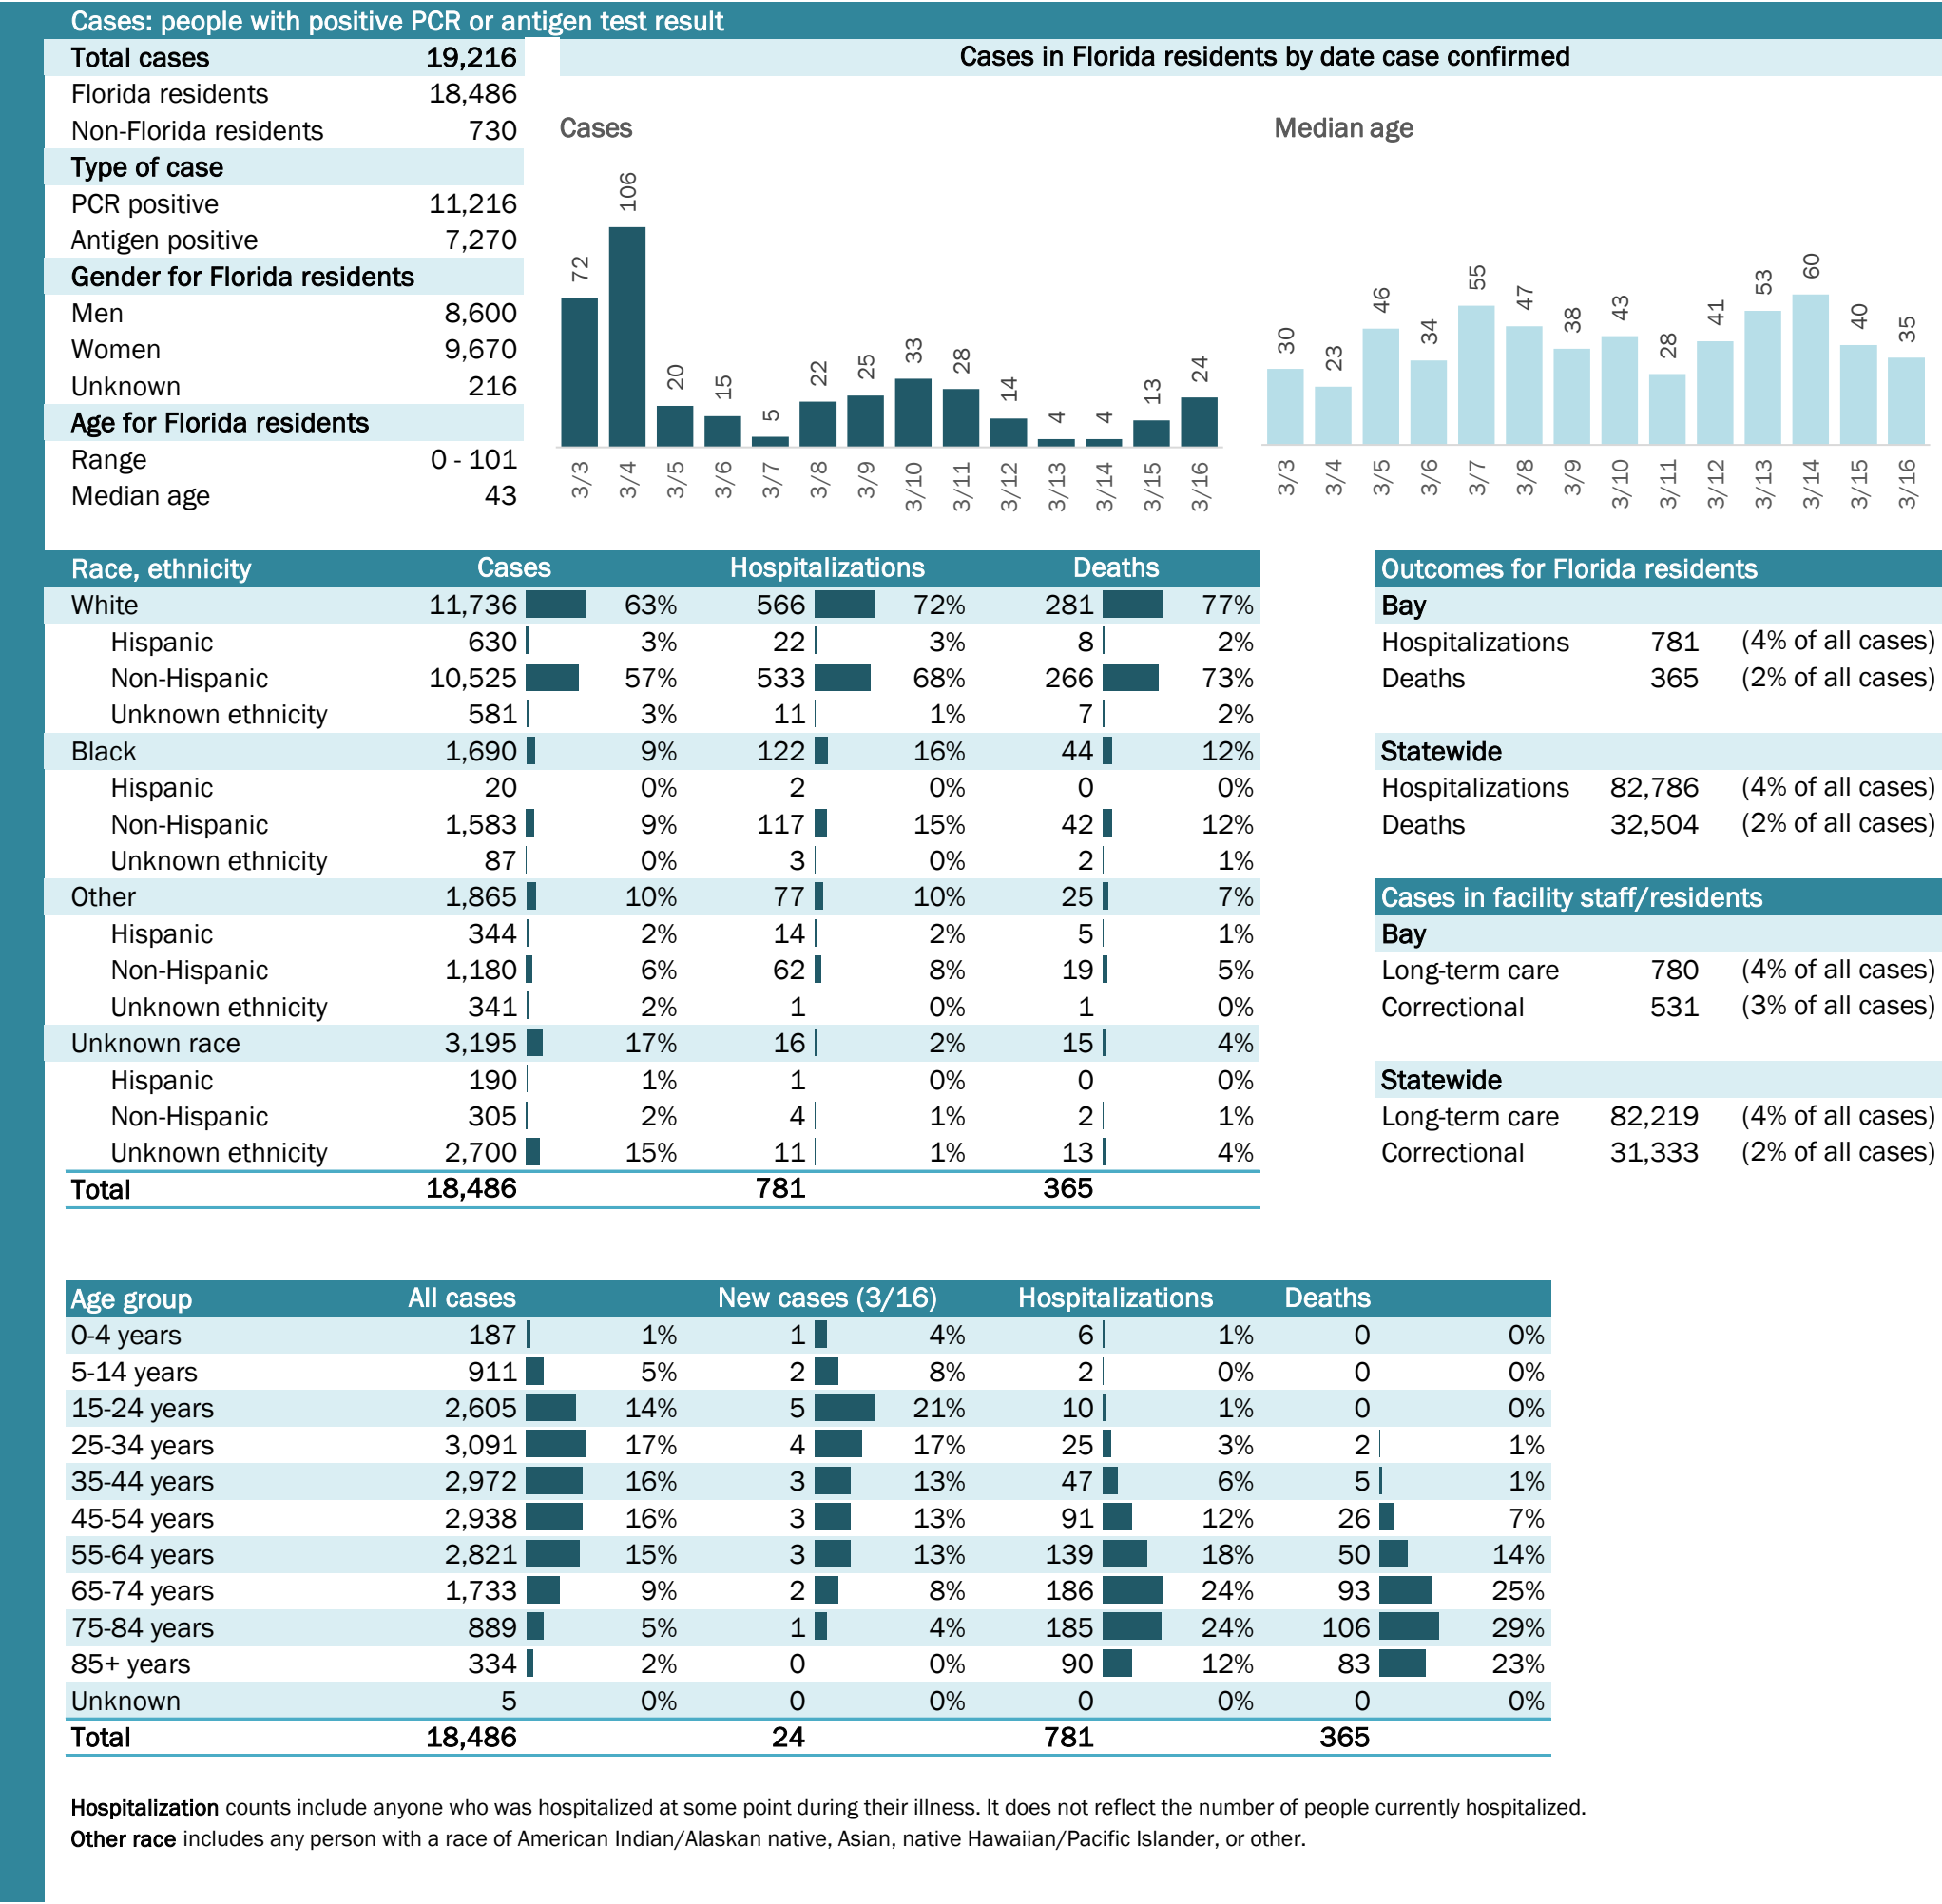 Cases: people with positive PCR or antigen test result
Total cases 19,216
Florida residents 18,486
Non-Florida residents 730
Type of case
PCR positive 11,216
Antigen positive 7,270
Gender for Florida residents
Men 8,600
Women 9,670
Unknown 216
Age for Florida residents
Range 0 - 101
Median age 43
Cases in Florida residents by date case confirmed
Cases
72 106 20 15 5 22 25 33 28 14 4 4 13 24
3/3 3/4 3/5 3/6 3/7 3/8 3/9 3/10 3/11 3/12 3/13 3/14 3/15 3/16
Median age
30 23 46 34 55 47 38 43 28 41 53 60 40 35
3/3 3/4 3/5 3/6 3/7 3/8 3/9 3/10 3/11 3/12 3/13 3/14 3/15 3/16
Race, ethnicity Cases Hospitalizations Deaths
White 11,736 63% 566 72% 281 77%
Hispanic 630 3% 22 3% 8 2%
Non-Hispanic 10,525 57% 533 68% 266 73%
Unknown ethnicity 581 3% 11 1% 7 2%
Black 1,690 9% 122 16% 44 12%
Hispanic 20 0% 2 0% 0 0%
Non-Hispanic 1,583 9% 117 15% 42 12%
Unknown ethnicity 87 0% 3 0% 2 1%
Other 1,865 10% 77 10% 25 7%
Hispanic 344 2% 14 2% 5 1%
Non-Hispanic 1,180 6% 62 8% 19 5%
Unknown ethnicity 341 2% 1 0% 1 0%
Unknown race 3,195 17% 16 2% 15 4%
Hispanic 190 1% 1 0% 0 0%
Non-Hispanic 305 2% 4 1% 2 1%
Unknown ethnicity 2,700 15% 11 1% 13 4%
Total 18,486 781 365
Outcomes for Florida residents
Bay
Hospitalizations 781 (4% of all cases)
Deaths 365 (2% of all cases)
Statewide
Hospitalizations 82,786 (4% of all cases)
Deaths 32,504 (2% of all cases)
Cases in facility staff/residents
Bay
Long-term care 780 (4% of all cases)
Correctional 531 (3% of all cases)
Statewide
Long-term care 82,219 (4% of all cases)
Correctional 31,333 (2% of all cases)
Age group All cases New cases (3/16) Hospitalizations Deaths
0-4 years 187 1% 1 4% 6 1% 0 0%
5-14 years 911 5% 2 8% 2 0% 0 0%
15-24 years 2,605 14% 5 21% 10 1% 0 0%
25-34 years 3,091 17% 4 17% 25 3% 2 1%
35-44 years 2,972 16% 3 13% 47 6% 5 1%
45-54 years 2,938 16% 3 13% 91 12% 26 7%
55-64 years 2,821 15% 3 13% 139 18% 50 14%
65-74 years 1,733 9% 2 8% 186 24% 93 25%
75-84 years 889 5% 1 4% 185 24% 106 29%
85+ years 334 2% 0 0% 90 12% 83 23%
Unknown 5 0% 0 0% 0 0% 0 0%
Total 18,486 24 781 365
Hospitalization counts include anyone who was hospitalized at some point during their illness. It does not reflect the number of people currently hospitalized.
Other race includes any person with a race of American Indian/Alaskan native, Asian, native Hawaiian/Pacific Islander, or other.